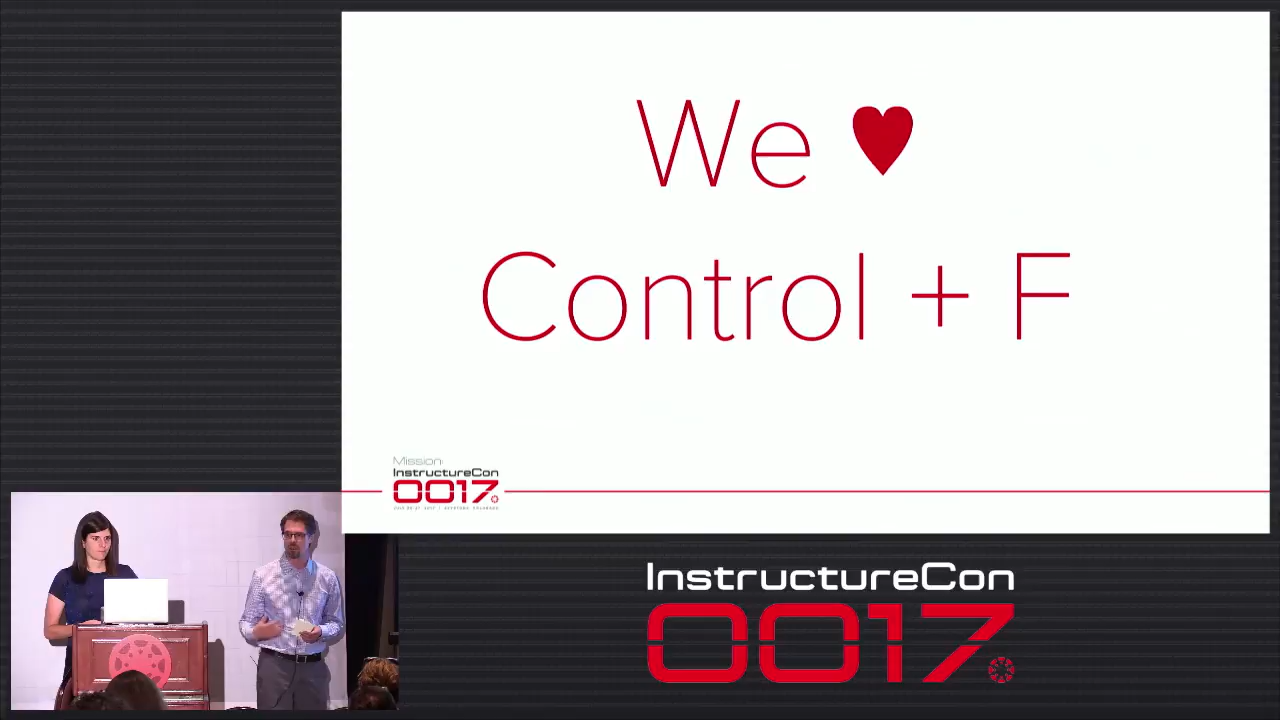 We ♥
Control + F
Mission:
InstructureCon
0017
InstructureCon
0017